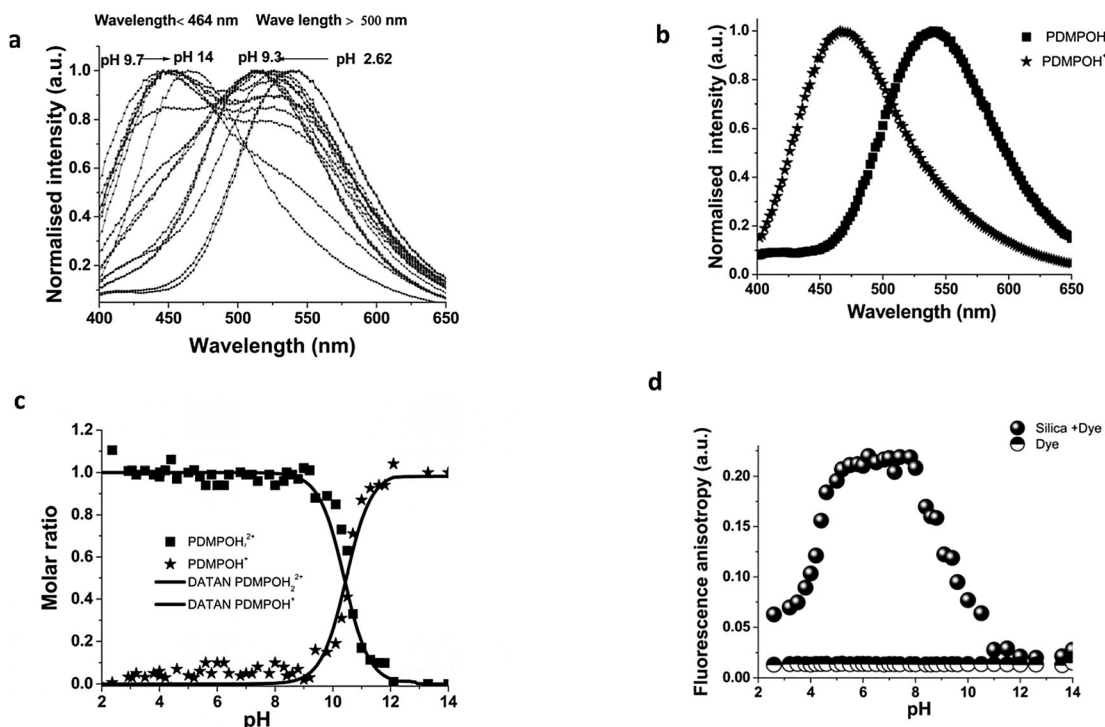 Wavelength< 464 nm Wave length > 500 nm
a
pH 9.7 pH 14 pH 9.3 pH 2.62
Normalised intensity (a.u.)
1.0
0.8
0.6
0.4
0.2
400 450 500 550 600 650
Wavelength (nm)
b
PDMPOH
PDMPOH+
Normalised intensity (a.u.)
1.0
0.8
0.6
0.4
0.2
0.0
400 450 500 550 600 650
Wavelength (nm)
c
Molar ratio
1.2
1.0
0.8
0.6
0.4
0.2
0.0
PDMPOH₂²⁺
PDMPOH⁺
DATAN PDMPOH₂²⁺
DATAN PDMPOH⁺
2 4 6 8 10 12 14
pH
d
Silica +Dye
Dye
Fluorescence anisotropy (a.u.)
0.20
0.15
0.10
0.05
0.00
2 4 6 8 10 12 14
pH